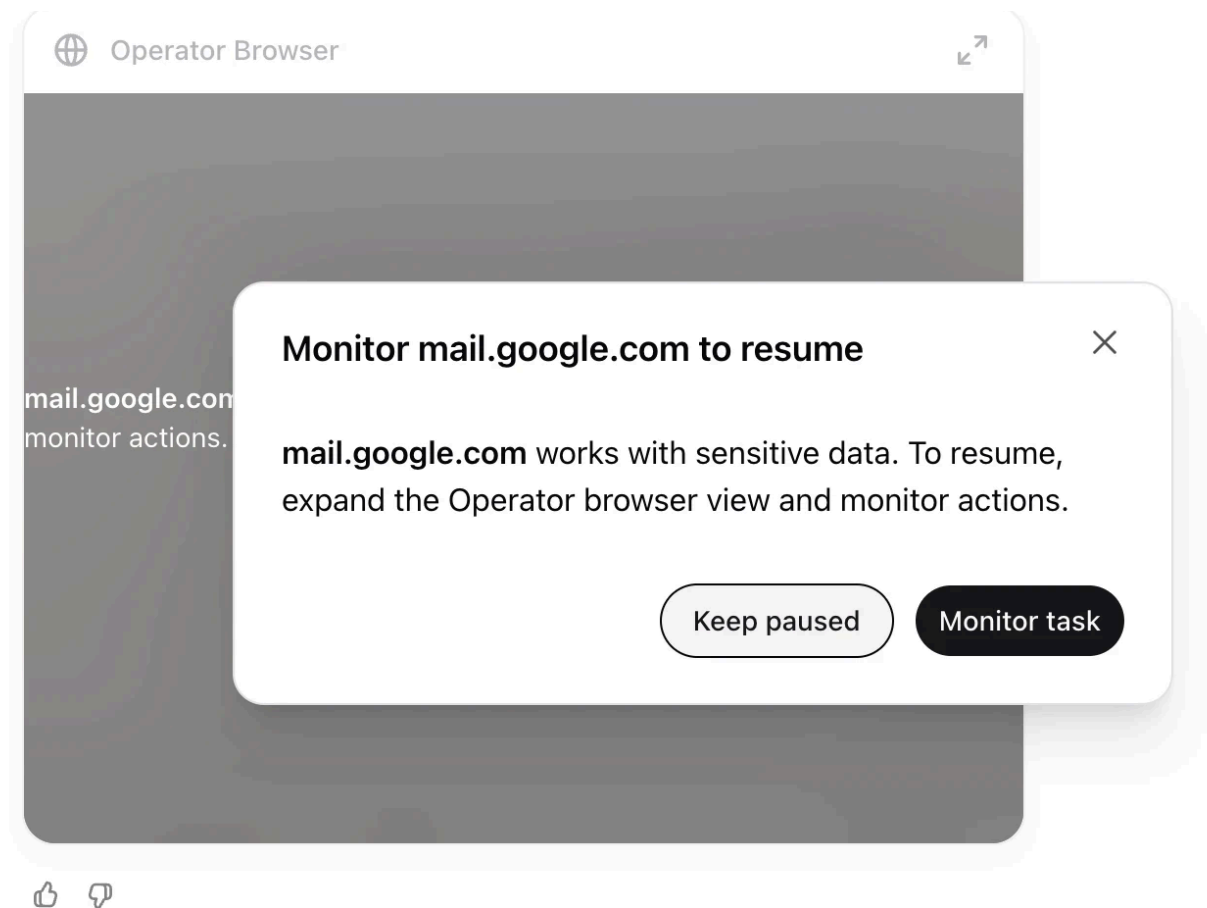 Operator Browser
mail.google.com
monitor actions.
Monitor mail.google.com to resume
mail.google.com works with sensitive data. To resume,
expand the Operator browser view and monitor actions.
Keep paused
Monitor task